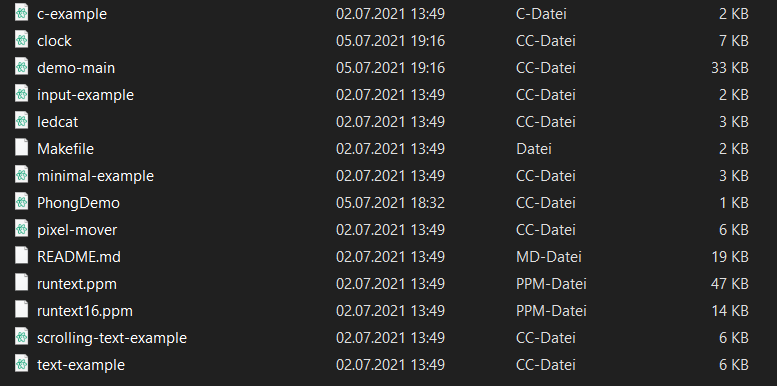 c-example 02.07.2021 13:49 C-Datei 2 KB
clock 05.07.2021 19:16 CC-Datei 7 KB
demo-main 05.07.2021 19:16 CC-Datei 33 KB
input-example 02.07.2021 13:49 CC-Datei 2 KB
ledcat 02.07.2021 13:49 CC-Datei 3 KB
Makefile 02.07.2021 13:49 Datei 2 KB
minimal-example 02.07.2021 13:49 CC-Datei 3 KB
PhongDemo 05.07.2021 18:32 CC-Datei 1 KB
pixel-mover 02.07.2021 13:49 CC-Datei 6 KB
README.md 02.07.2021 13:49 MD-Datei 19 KB
runtext.ppm 02.07.2021 13:49 PPM-Datei 47 KB
runtext16.ppm 02.07.2021 13:49 PPM-Datei 14 KB
scrolling-text-example 02.07.2021 13:49 CC-Datei 6 KB
text-example 02.07.2021 13:49 CC-Datei 6 KB